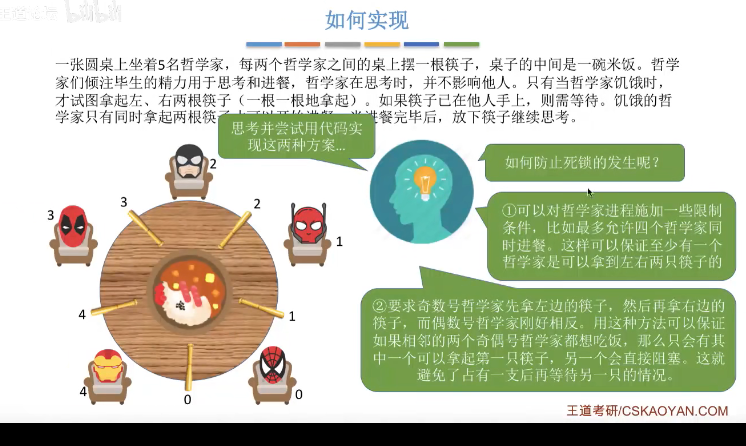 如何实现
一张圆桌上坐着5名哲学家，每两个哲学家之间的桌上摆一根筷子，桌子的中间是一碗米饭。哲学
家们倾注毕生的精力用于思考和进餐，哲学家在思考时，并不影响他人。只有当哲学家饥饿时，
才试图拿起左、右两根筷子（一根一根地拿起）。如果筷子已在他人手上，则需等待。饥饿的哲
学家只有同时拿起两根筷
进餐完毕后，放下筷子继续思考。
思考并尝试用代码实
现这两种方案...
如何防止死锁的发生呢？
①可以对哲学家进程施加一些限制
条件，比如最多允许四个哲学家同
时进餐。这样可以保证至少有一个
哲学家是可以拿到左右两只筷子的
②要求奇数号哲学家先拿左边的筷子，然后再拿右边的
筷子，而偶数号哲学家刚好相反。用这种方法可以保证
如果相邻的两个奇偶号哲学家都想吃饭，那么只会有其
中一个可以拿起第一只筷子，另一个会直接阻塞。这就
避免了占有一支后再等待另一只的情况。
2
3
2
3
1
4
1
4
0
0
王道考研/CSKAOYAN.COM